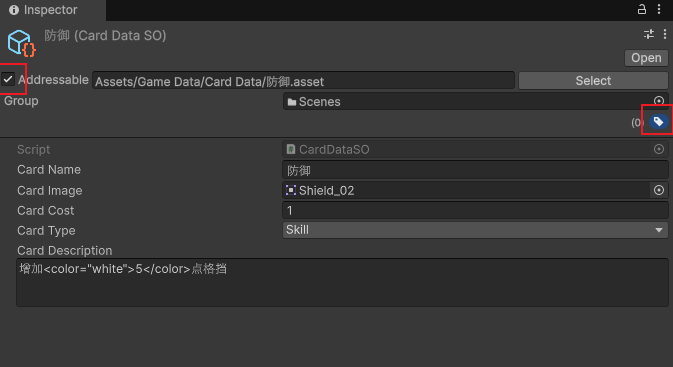 Inspector
防御 (Card Data SO)
Open
Addressable Assets/Game Data/Card Data/防御.asset Select
Group Scenes
(0)
Script CardDataSO
Card Name 防御
Card Image Shield_02
Card Cost 1
Card Type Skill
Card Description
增加<color="white">5</color>点格挡